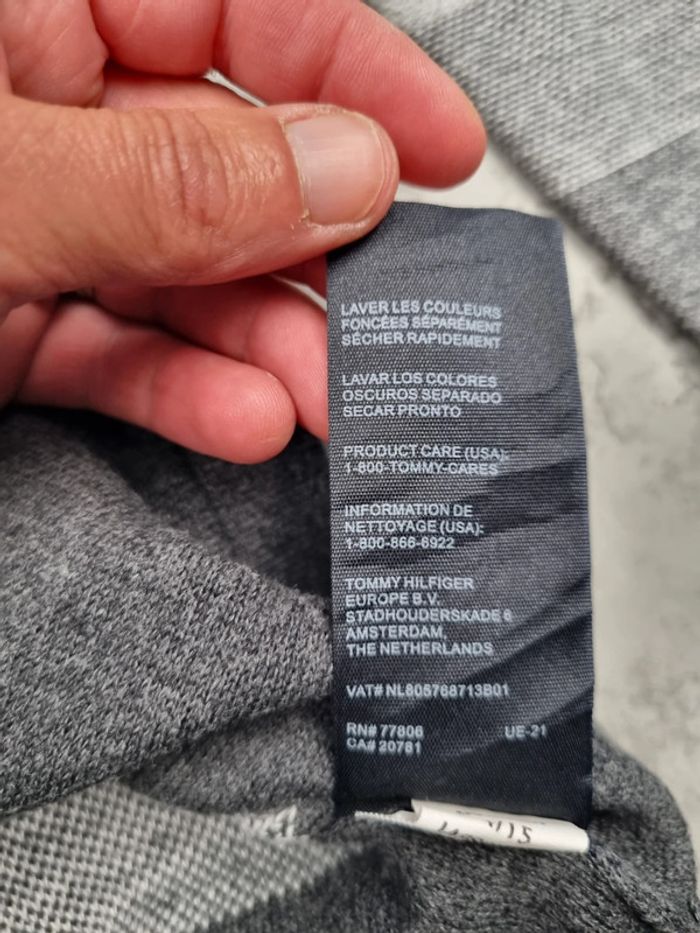 LAVER LES COULEURS
FONCÉES SÉPARÉMENT
SÉCHER RAPIDEMENT
LAVAR LOS COLORES
OSCUROS SEPARADO
SECAR PRONTO
PRODUCT CARE (USA):
1-800-TOMMY-CARES
INFORMATION DE
NETTOYAGE (USA):
1-800-866-6922
TOMMY HILFIGER
EUROPE B.V.
STADHOUDERSKADE 6
AMSTERDAM,
THE NETHERLANDS
VAT# NL805768713B01
RN# 77806 UE-21
CA# 20781